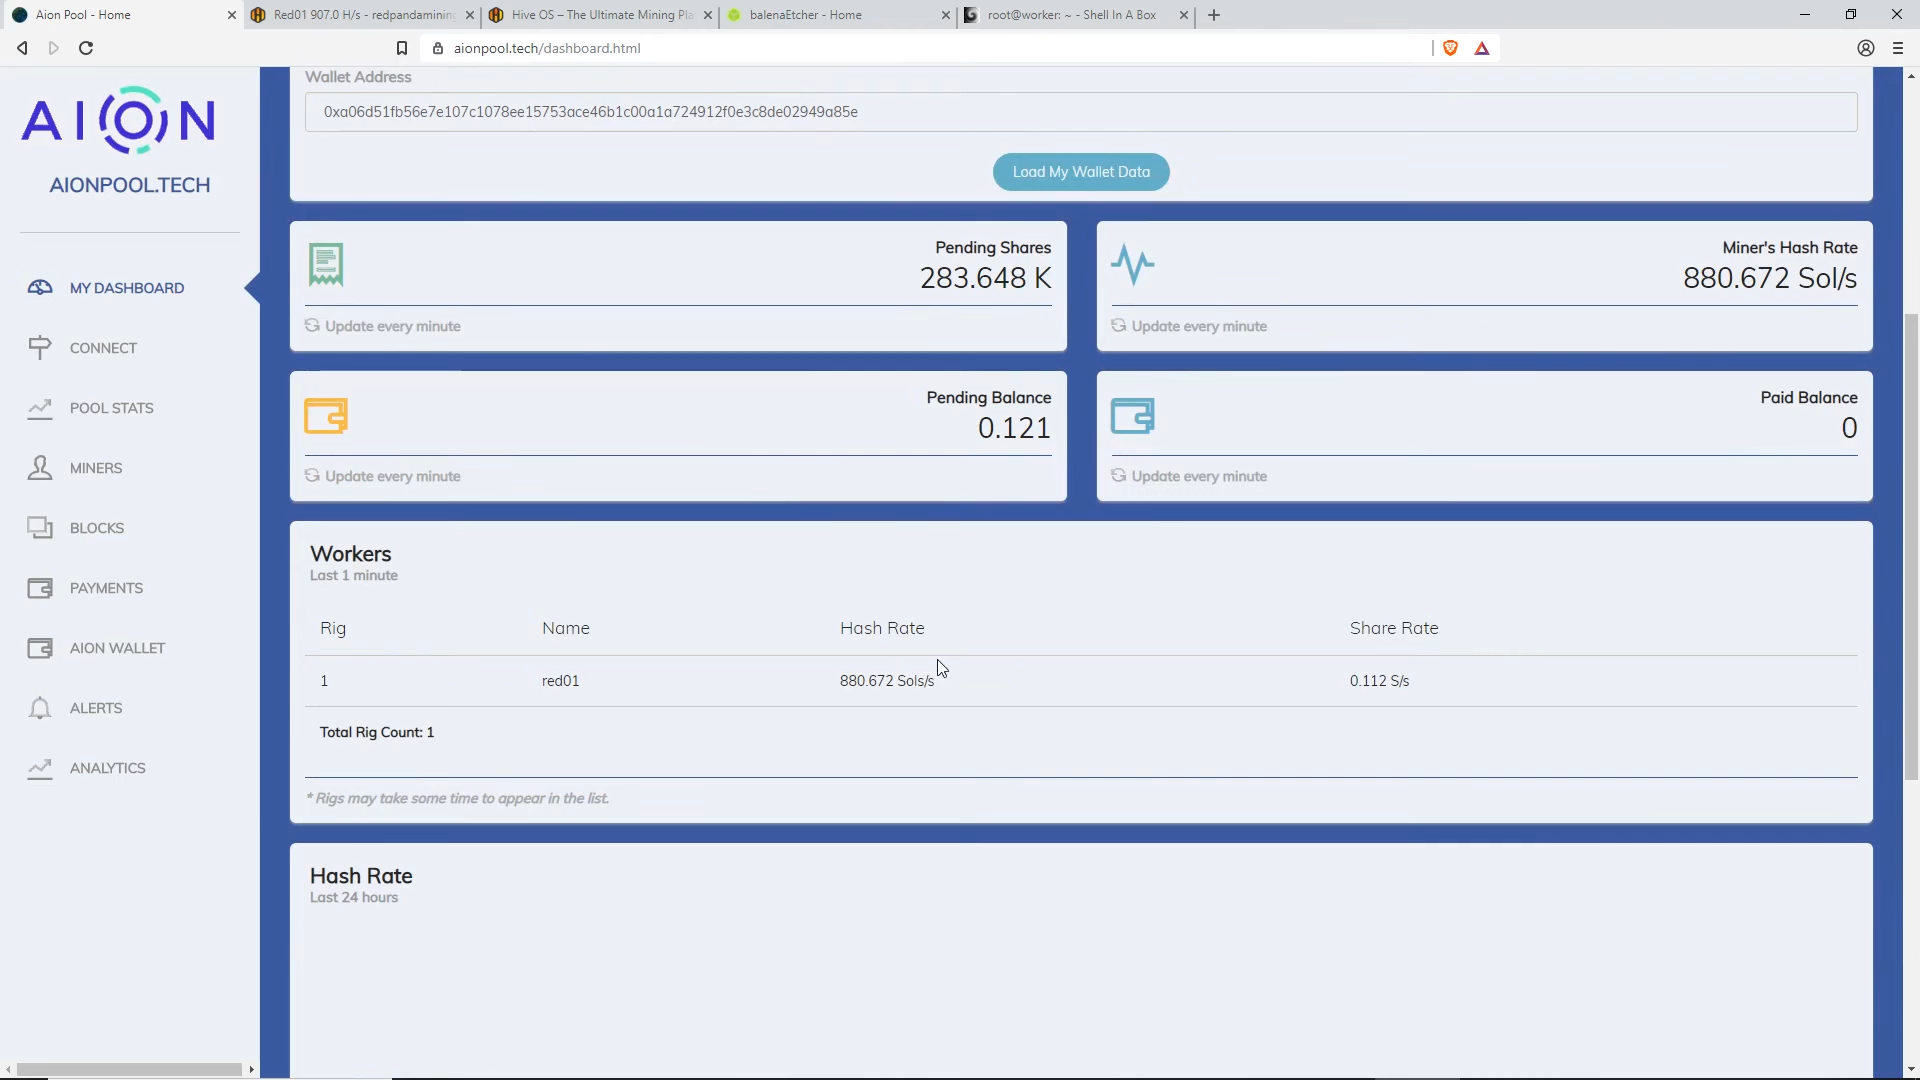 Aion Pool - Home
Red01 907.0 H/s - redpandamining
Hive OS – The Ultimate Mining Pla
balenaEtcher - Home
root@worker: ~ - Shell In A Box
aionpool.tech/dashboard.html
AION
AIONPOOL.TECH
MY DASHBOARD
CONNECT
POOL STATS
MINERS
BLOCKS
PAYMENTS
AION WALLET
ALERTS
ANALYTICS
Wallet Address
0xa06d51fb56e7e107c1078ee15753ace46b1c00a1a724912f0e3c8de02949a85e
Load My Wallet Data
Pending Shares
283.648 K
Update every minute
Miner's Hash Rate
880.672 Sol/s
Update every minute
Pending Balance
0.121
Update every minute
Paid Balance
0
Update every minute
Workers
Last 1 minute
Rig Name Hash Rate Share Rate
1 red01 880.672 Sols/s 0.112 S/s
Total Rig Count: 1
* Rigs may take some time to appear in the list.
Hash Rate
Last 24 hours